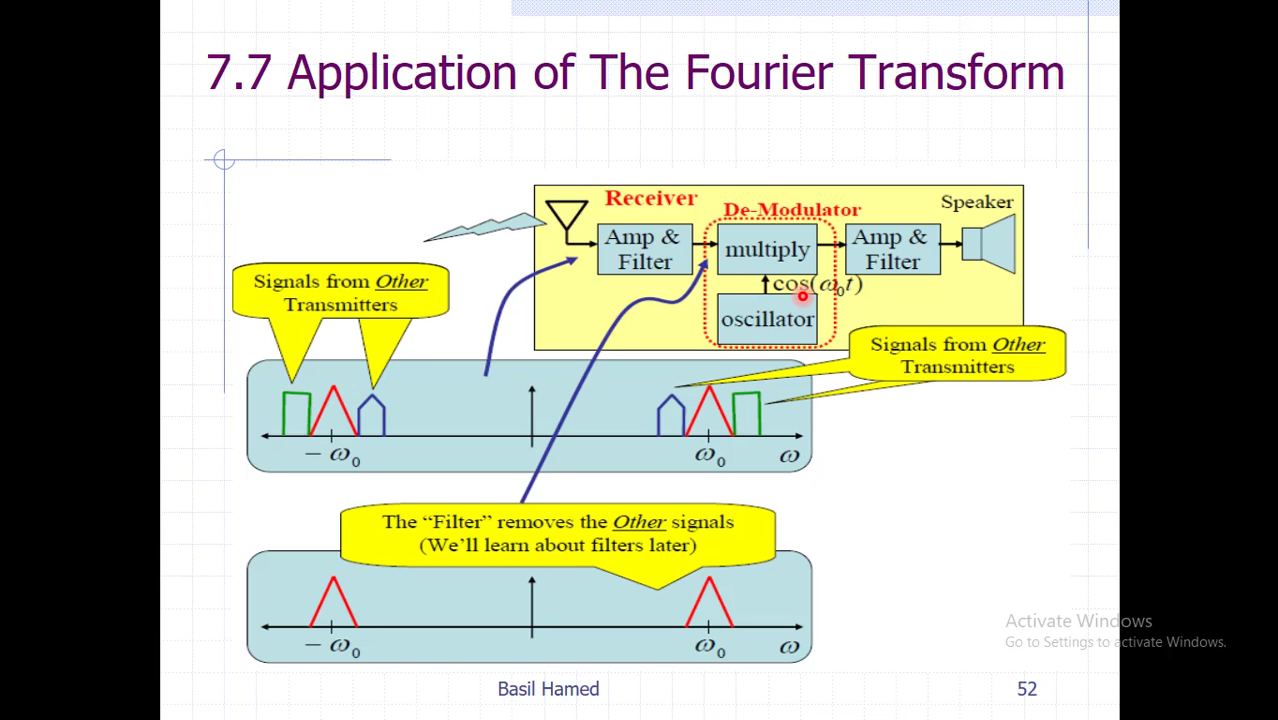 7.7 Application of The Fourier Transform
Receiver
De-Modulator
Speaker
Amp &
Filter
multiply
Amp &
Filter
cos(ω₀t)
oscillator
Signals from Other
Transmitters
Signals from Other
Transmitters
− ω₀
ω₀
ω
The “Filter” removes the Other signals
(We’ll learn about filters later)
− ω₀
ω₀
ω
Activate Windows
Go to Settings to activate Windows.
Basil Hamed
52